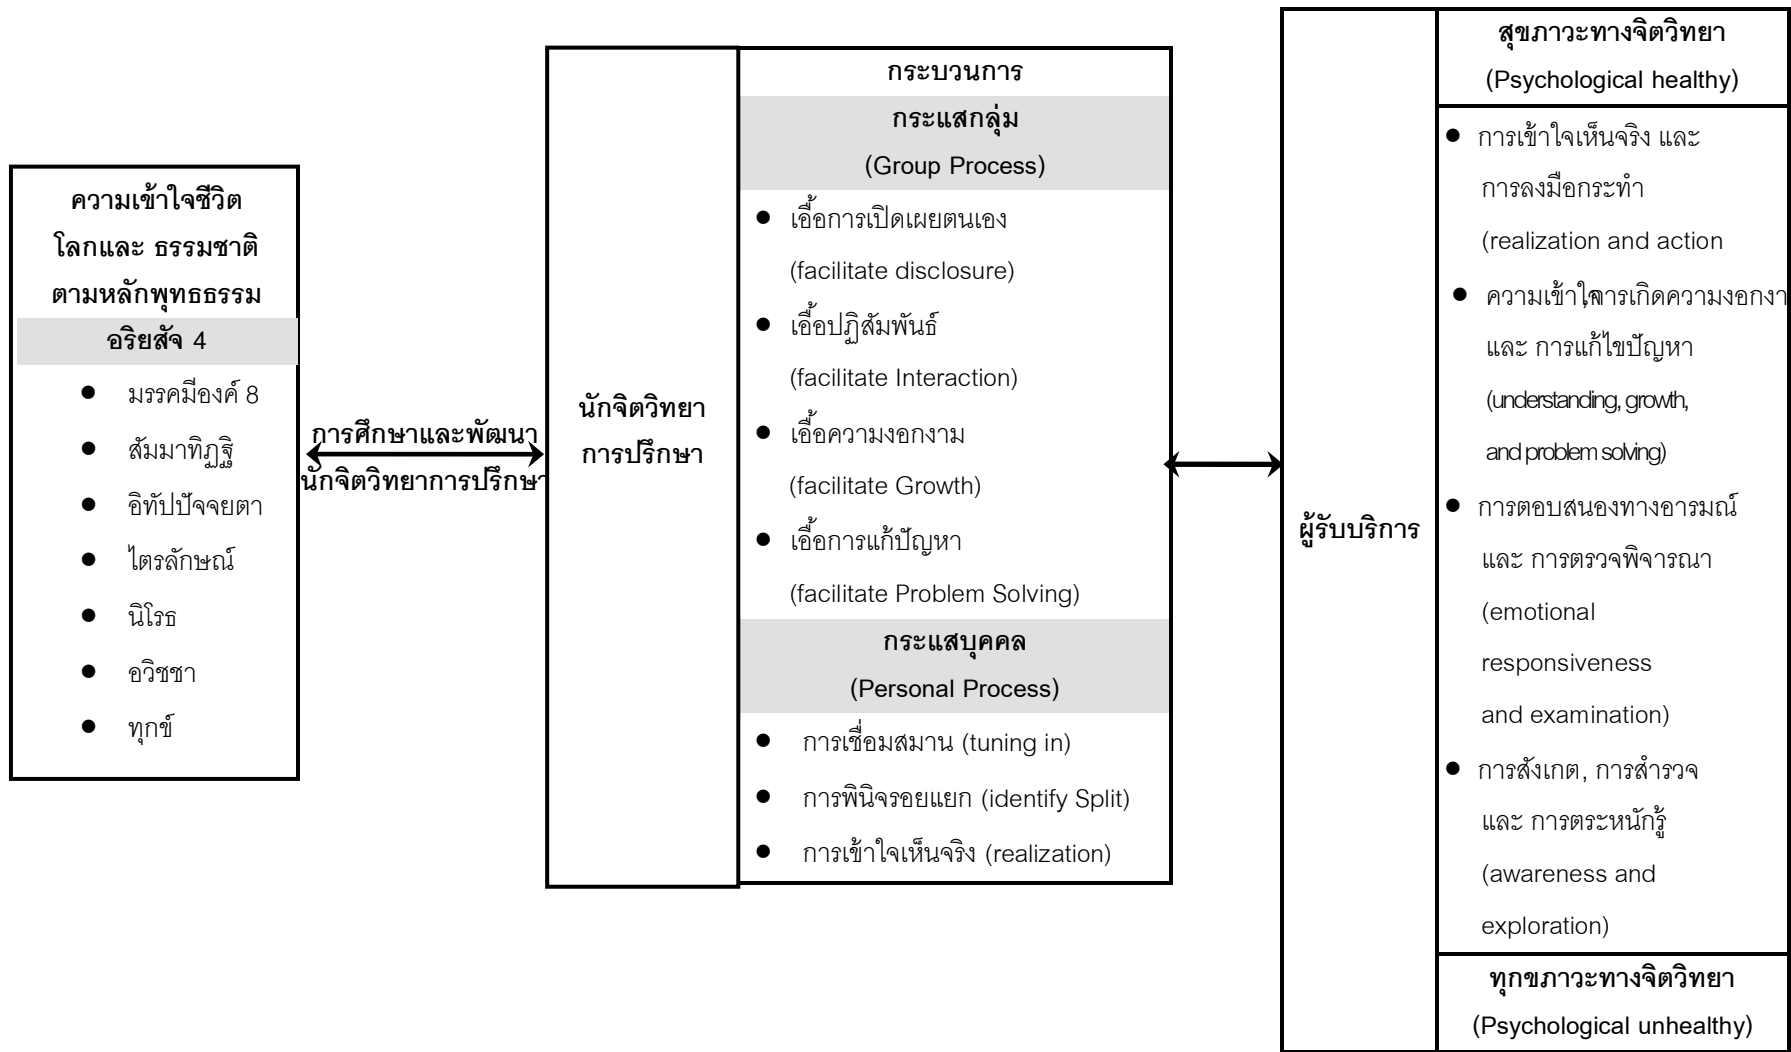 ความเข้าใจชีวิต
โลกและ ธรรมชาติ
ตามหลักพุทธธรรม
อริยสัจ 4
● มรรคมีองค์ 8
● สัมมาทิฏฐิ
● อิทัปปัจจยตา
● ไตรลักษณ์
● นิโรธ
● อวิชชา
● ทุกข์
การศึกษาและพัฒนา
นักจิตวิทยาการปรึกษา
นักจิตวิทยา
การปรึกษา
กระบวนการ
กระแสกลุ่ม
(Group Process)
● เอื้อการเปิดเผยตนเอง
(facilitate disclosure)
● เอื้อปฏิสัมพันธ์
(facilitate Interaction)
● เอื้อความงอกงาม
(facilitate Growth)
● เอื้อการแก้ปัญหา
(facilitate Problem Solving)
กระแสบุคคล
(Personal Process)
● การเชื่อมสมาน (tuning in)
● การพินิจรอยแยก (identify Split)
● การเข้าใจเห็นจริง (realization)
ผู้รับบริการ
สุขภาวะทางจิตวิทยา
(Psychological healthy)
● การเข้าใจเห็นจริง และ
การลงมือกระทำ
(realization and action
● ความเข้าใจ,การเกิดความงอกงา
และ การแก้ไขปัญหา
(understanding, growth,
and problem solving)
● การตอบสนองทางอารมณ์
และ การตรวจพิจารณา
(emotional
responsiveness
and examination)
● การสังเกต, การสำรวจ
และ การตระหนักรู้
(awareness and
exploration)
ทุกขภาวะทางจิตวิทยา
(Psychological unhealthy)